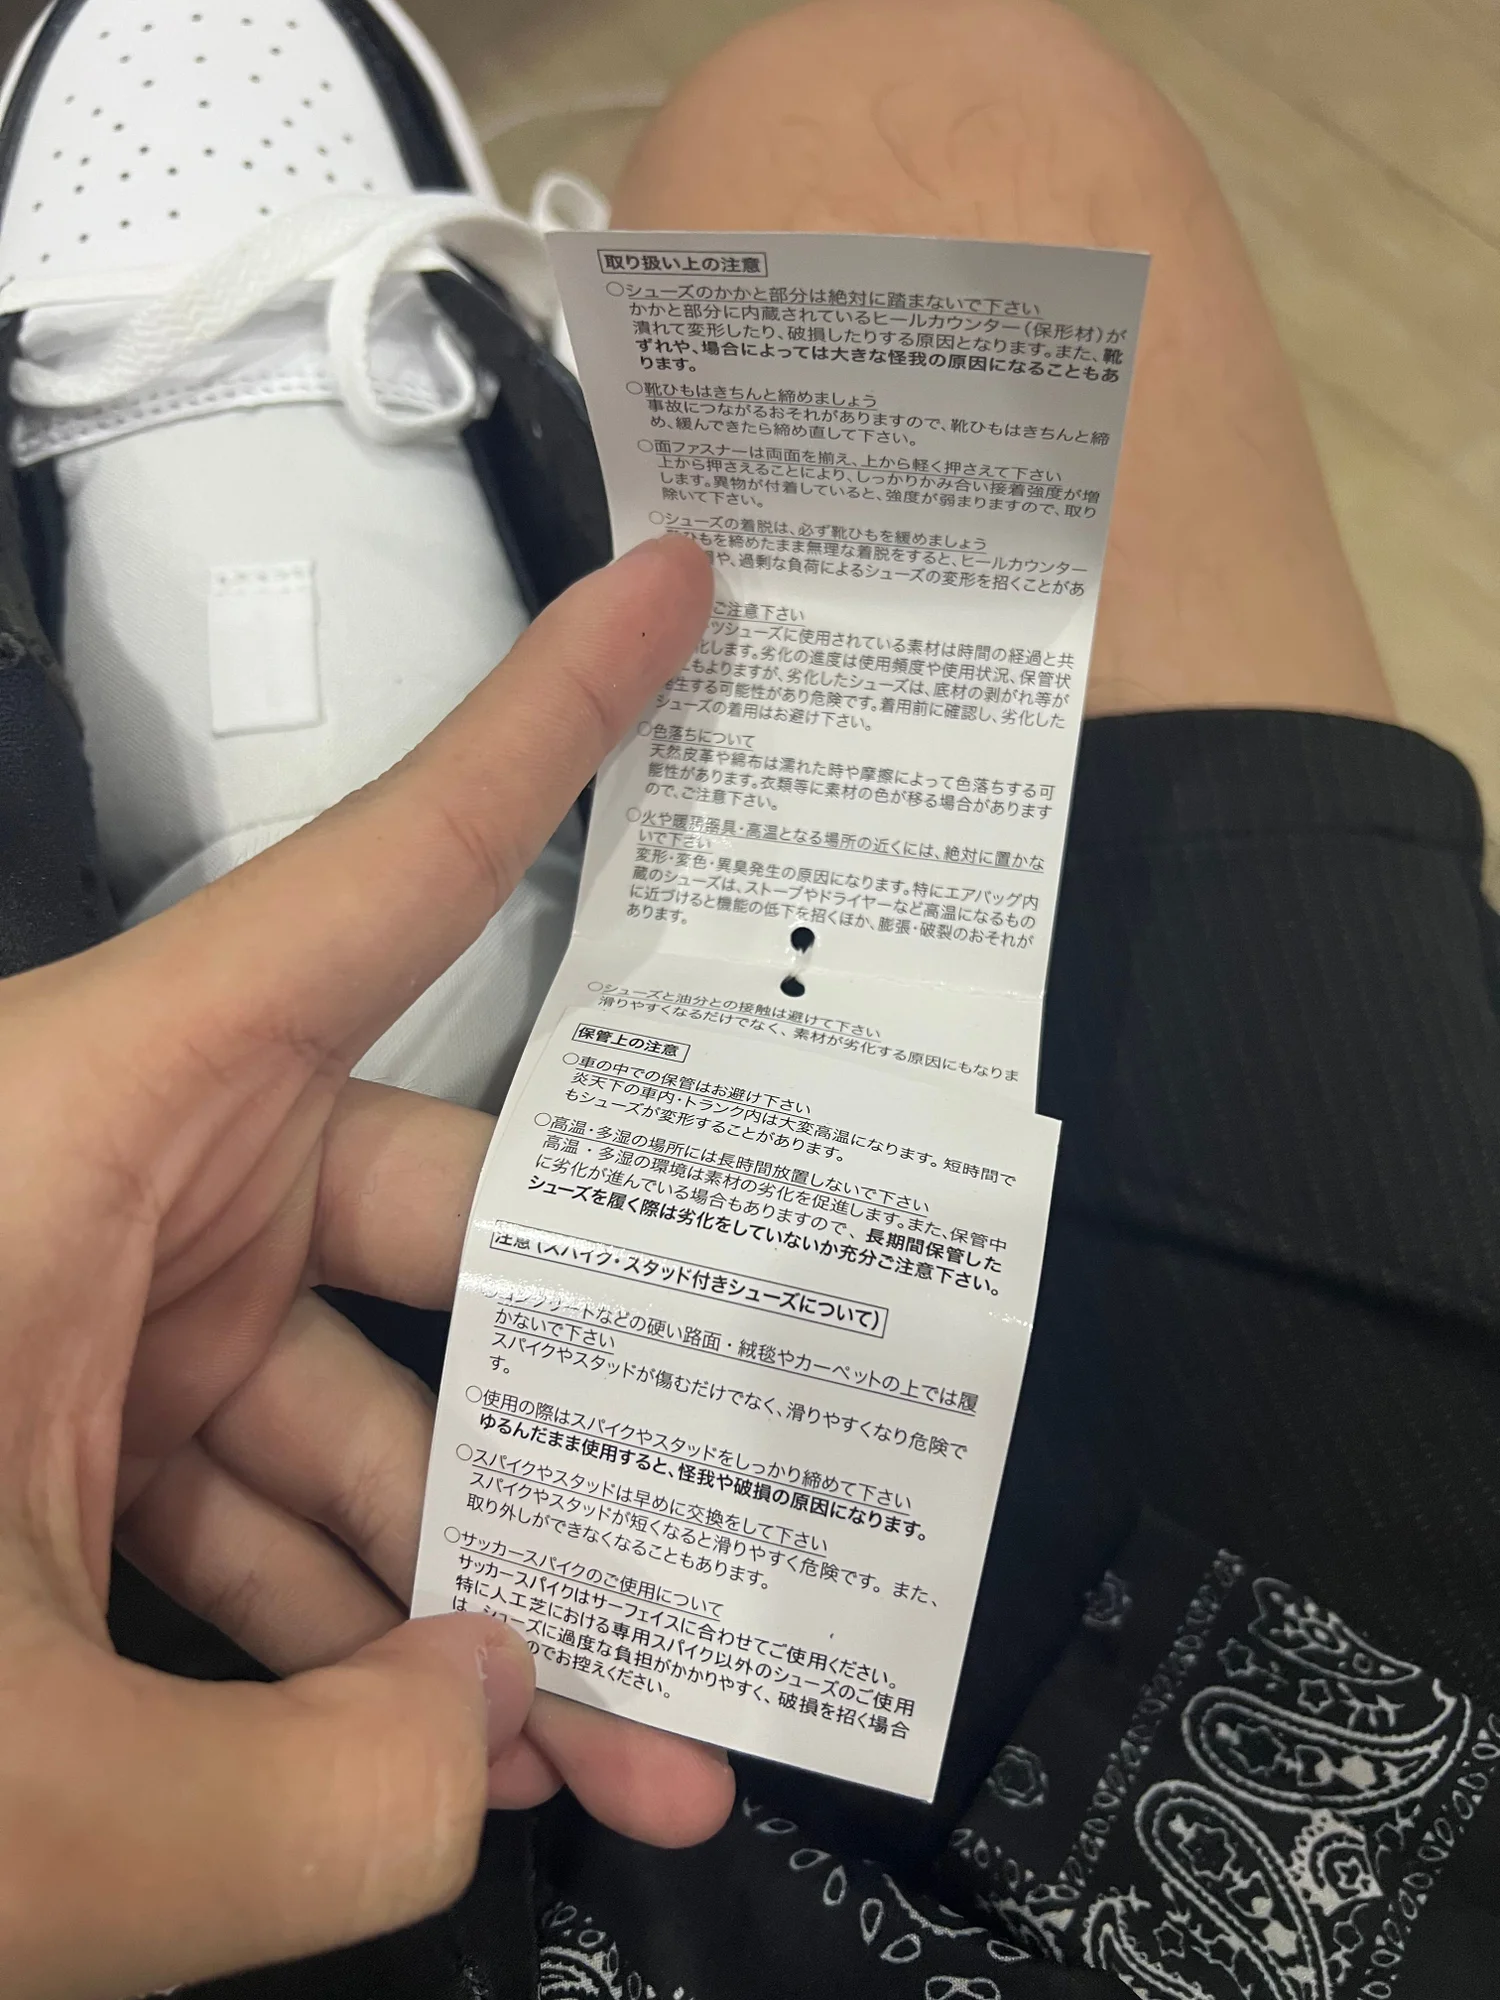 取り扱い上の注意
○シューズのかかと部分は絶対に踏まないで下さい
かかと部分に内蔵されているヒールカウンター(保形材)が
潰れて変形したり、破損したりする原因となります。また、靴
ずれや、場合によっては大きな怪我の原因になることもあ
ります。
○靴ひもはきちんと締めましょう
事故につながるおそれがありますので、靴ひもはきちんと締
め、緩んできたら締め直して下さい。
○面ファスナーは両面を揃え、上から軽く押さえて下さい
上から押さえることにより、しっかりかみ合い接着強度が増
します。異物が付着していると、強度が弱まりますので、取り
除いて下さい。
○シューズの着脱は、必ず靴ひもを緩めましょう
ひもを締めたまま無理な着脱をすると、ヒールカウンター
や、過剰な負荷によるシューズの変形を招くことがあ
ご注意下さい
ツシューズに使用されている素材は時間の経過と共
化します。劣化の進度は使用頻度や使用状況、保管状
にもよりますが、劣化したシューズは、底材の剥がれ等が
発生する可能性があり危険です。着用前に確認し、劣化した
シューズの着用はお避け下さい。
○色落ちについて
天然皮革や綿布は濡れた時や摩擦によって色落ちする可
能性があります。衣類等に素材の色が移る場合があります
ので、ご注意下さい。
○火や暖房器具・高温となる場所の近くには、絶対に置かな
いで下さい
変形・変色・異臭発生の原因になります。特にエアバッグ内
蔵のシューズは、ストーブやドライヤーなど高温になるもの
に近づけると機能の低下を招くほか、膨張・破裂のおそれが
あります。
○シューズと油分との接触は避けて下さい
滑りやすくなるだけでなく、素材が劣化する原因にもなりま
保管上の注意
○車の中での保管はお避け下さい
炎天下の車内・トランク内は大変高温になります。短時間で
もシューズが変形することがあります。
○高温・多湿の場所には長時間放置しないで下さい
高温・多湿の環境は素材の劣化を促進します。また、保管中
に劣化が進んでいる場合もありますので、長期間保管した
シューズを履く際は劣化をしていないか充分ご注意下さい。
注意(スパイク・スタッド付きシューズについて)
○コンクリートなどの硬い路面・絨毯やカーペットの上では履
かないで下さい
スパイクやスタッドが傷むだけでなく、滑りやすくなり危険で
す。
○使用の際はスパイクやスタッドをしっかり締めて下さい
ゆるんだまま使用すると、怪我や破損の原因になります。
○スパイクやスタッドは早めに交換をして下さい
スパイクやスタッドが短くなると滑りやすく危険です。また、
取り外しができなくなることもあります。
○サッカースパイクのご使用について
サッカースパイクはサーフェイスに合わせてご使用ください。
特に人工芝における専用スパイク以外のシューズのご使用
は、シューズに過度な負担がかかりやすく、破損を招く場合
のでお控えください。